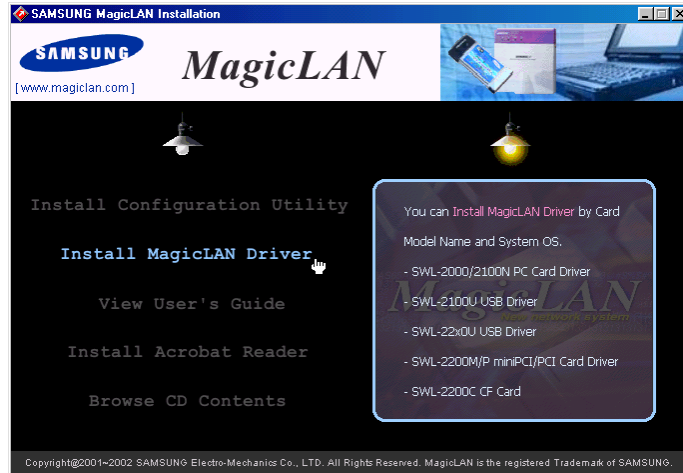 SAMSUNG MagicLAN Installation
SAMSUNG
MagicLAN
[ www.magiclan.com ]
Install Configuration Utility
Install MagicLAN Driver
View User's Guide
Install Acrobat Reader
Browse CD Contents
You can Install MagicLAN Driver by Card
Model Name and System OS.
- SWL-2000/2100N PC Card Driver
- SWL-2100U USB Driver
- SWL-22x0U USB Driver
- SWL-2200M/P miniPCI/PCI Card Driver
- SWL-2200C CF Card
MagicLAN
New network system
Copyright@2001~2002 SAMSUNG Electro-Mechanics Co., LTD. All Rights Reserved. MagicLAN is the registered Trademark of SAMSUNG.